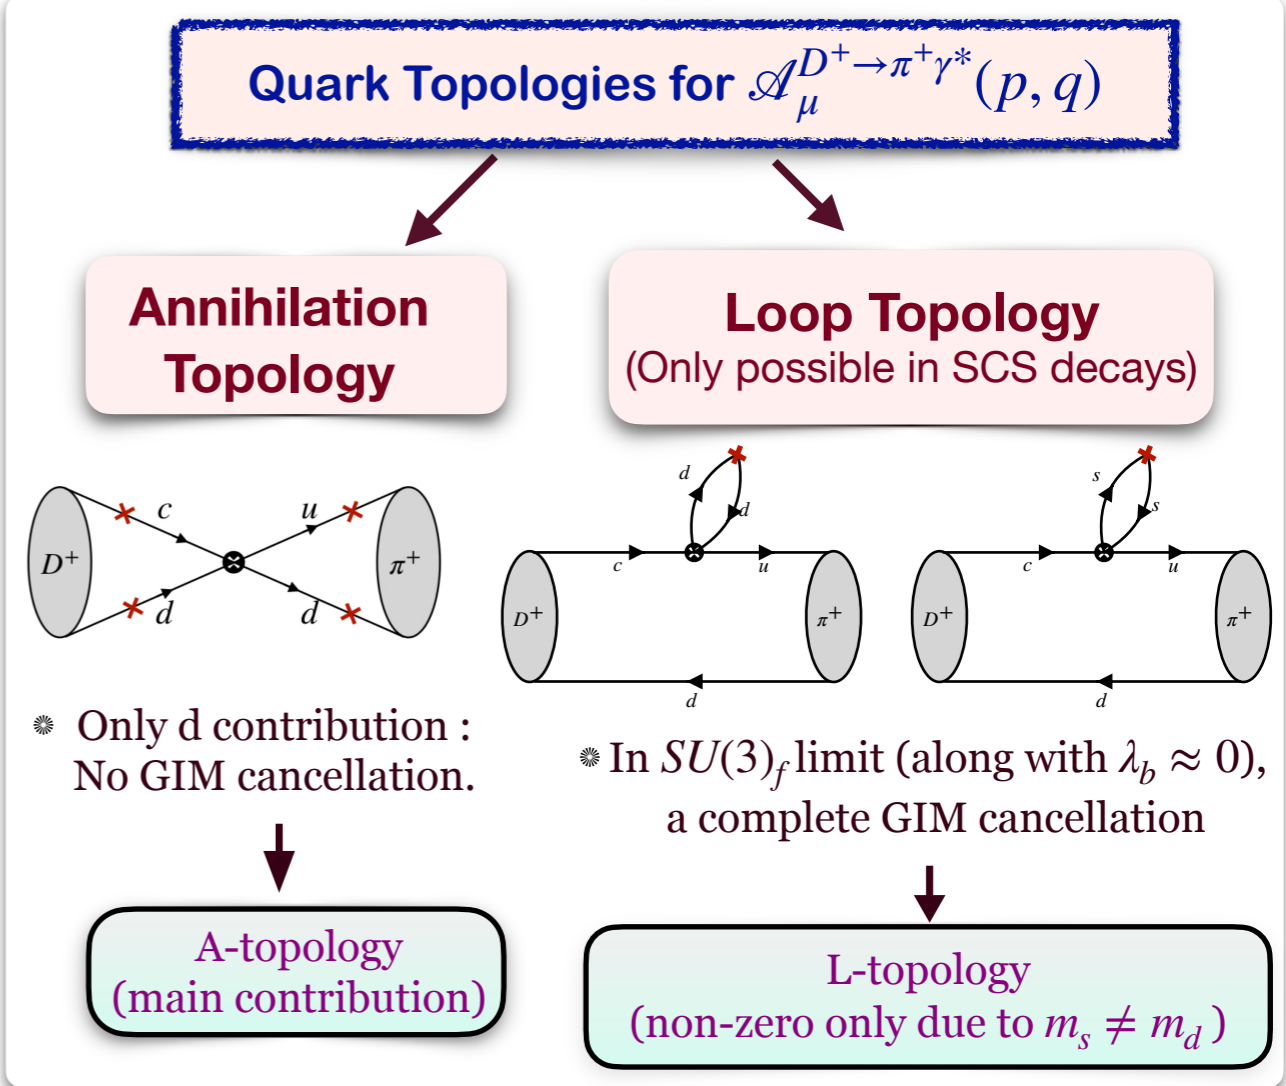 Quark Topologies for 𝒜_μ^{D⁺→π⁺γ*}(p, q)
Annihilation
Topology
Loop Topology
(Only possible in SCS decays)
D⁺
c
d
u
d
π⁺
D⁺
c
d
d
u
d
π⁺
D⁺
c
s
s
u
d
π⁺
Only d contribution :
No GIM cancellation.
In SU(3)_f limit (along with λ_b ≈ 0),
a complete GIM cancellation
A-topology
(main contribution)
L-topology
(non-zero only due to m_s ≠ m_d )